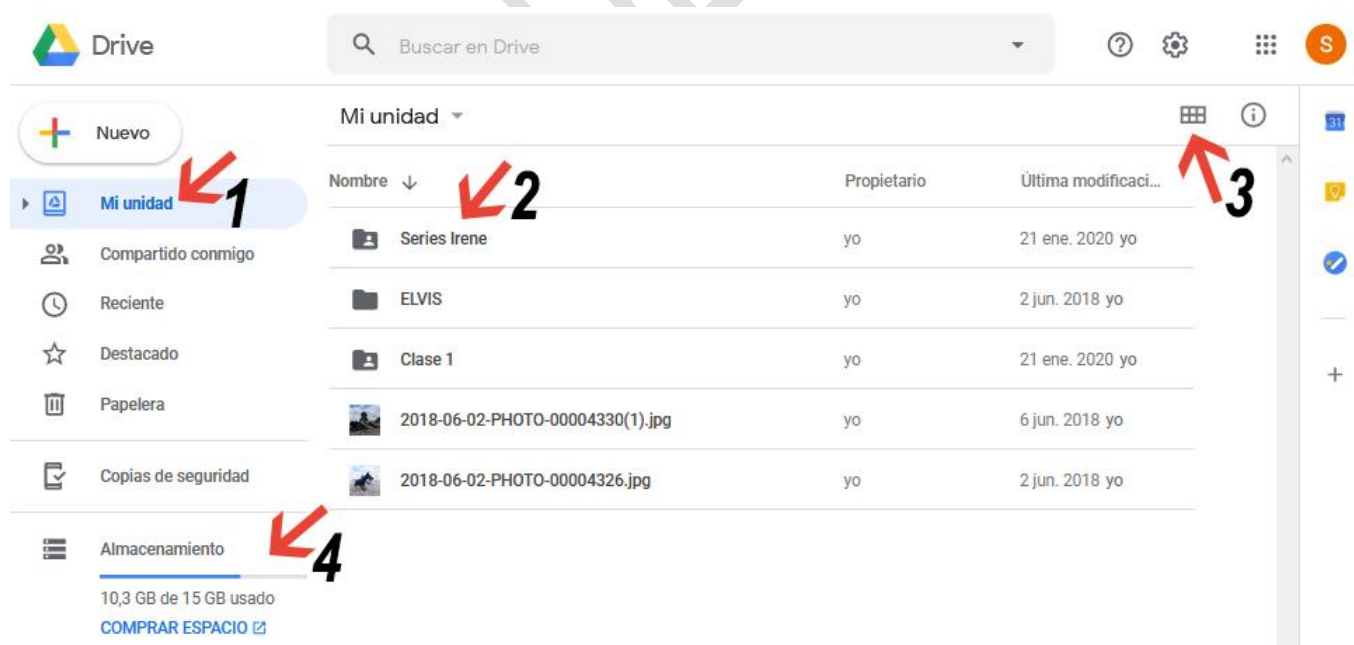 Drive
Buscar en Drive
S
Nuevo
Mi unidad
31
Mi unidad
1
Nombre
2
Propietario
Última modificaci...
3
Series Irene
yo
21 ene. 2020 yo
Compartido conmigo
ELVIS
yo
2 jun. 2018 yo
Reciente
Clase 1
yo
21 ene. 2020 yo
Destacado
2018-06-02-PHOTO-00004330(1).jpg
yo
6 jun. 2018 yo
Papelera
2018-06-02-PHOTO-00004326.jpg
yo
2 jun. 2018 yo
Copias de seguridad
Almacenamiento
4
10,3 GB de 15 GB usado
COMPRAR ESPACIO